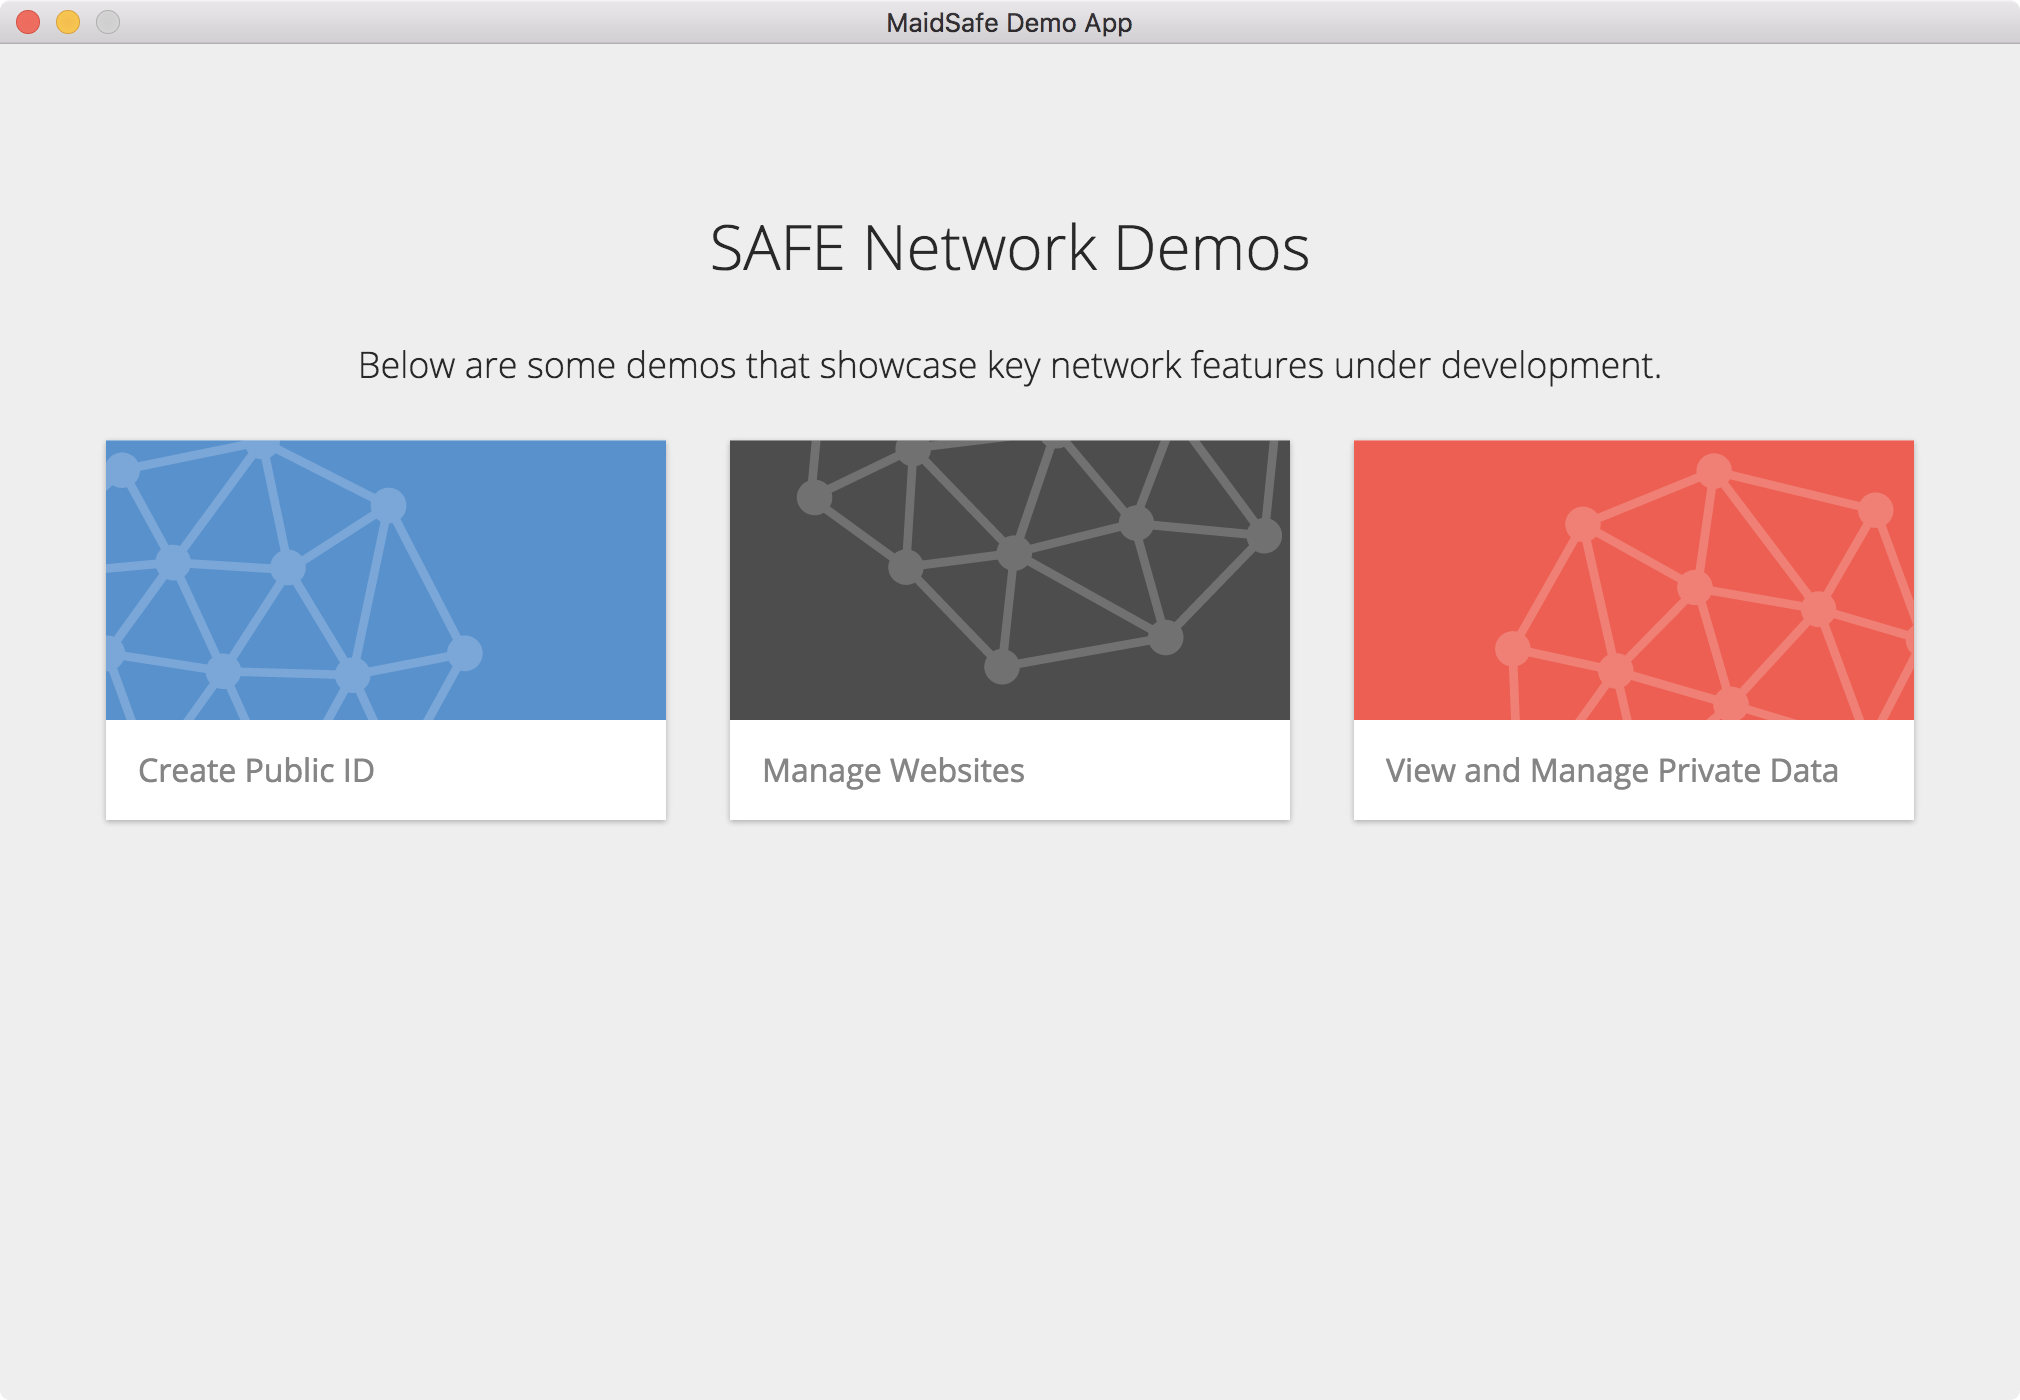 MaidSafe Demo App
SAFE Network Demos
Below are some demos that showcase key network features under development.
Create Public ID
Manage Websites
View and Manage Private Data